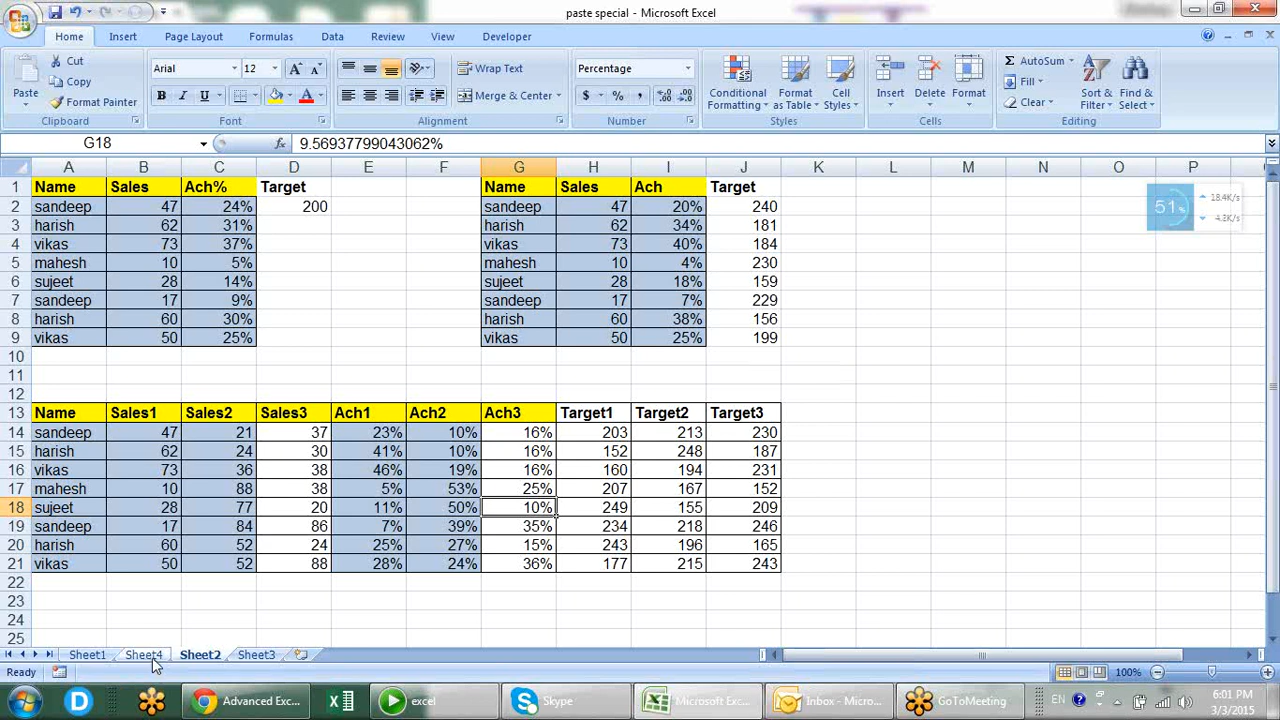 paste special - Microsoft Excel
Home Insert Page Layout Formulas Data Review View Developer
Paste Cut Copy Format Painter Clipboard
Arial 12 A A B I U A Font
Wrap Text Merge & Center Alignment
Percentage $ % , Number
Conditional Formatting Format as Table Cell Styles Styles
Insert Delete Format Cells
Σ AutoSum Fill Clear Sort & Filter Find & Select Editing
G18 fx 9.56937799043062%
A B C D E F G H I J K L M N O P
1 Name Sales Ach% Target Name Sales Ach Target
2 sandeep 47 24% 200 sandeep 47 20% 240
3 harish 62 31% harish 62 34% 181
4 vikas 73 37% vikas 73 40% 184
5 mahesh 10 5% mahesh 10 4% 230
6 sujeet 28 14% sujeet 28 18% 159
7 sandeep 17 9% sandeep 17 7% 229
8 harish 60 30% harish 60 38% 156
9 vikas 50 25% vikas 50 25% 199
10
11
12
13 Name Sales1 Sales2 Sales3 Ach1 Ach2 Ach3 Target1 Target2 Target3
14 sandeep 47 21 37 23% 10% 16% 203 213 230
15 harish 62 24 30 41% 10% 16% 152 248 187
16 vikas 73 36 38 46% 19% 16% 160 194 231
17 mahesh 10 88 38 5% 53% 25% 207 167 152
18 sujeet 28 77 20 11% 50% 10% 249 155 209
19 sandeep 17 84 86 7% 39% 35% 234 218 246
20 harish 60 52 24 25% 27% 15% 243 196 165
21 vikas 50 52 88 28% 24% 36% 177 215 243
22
23
24
25
51% 18.4K/s
4.2K/s
Sheet1 Sheet4 Sheet2 Sheet3
Ready 100%
Advanced Exc... excel Skype Microsoft Exc... Inbox - Micros... GoToMeeting EN 6:01 PM
3/3/2015